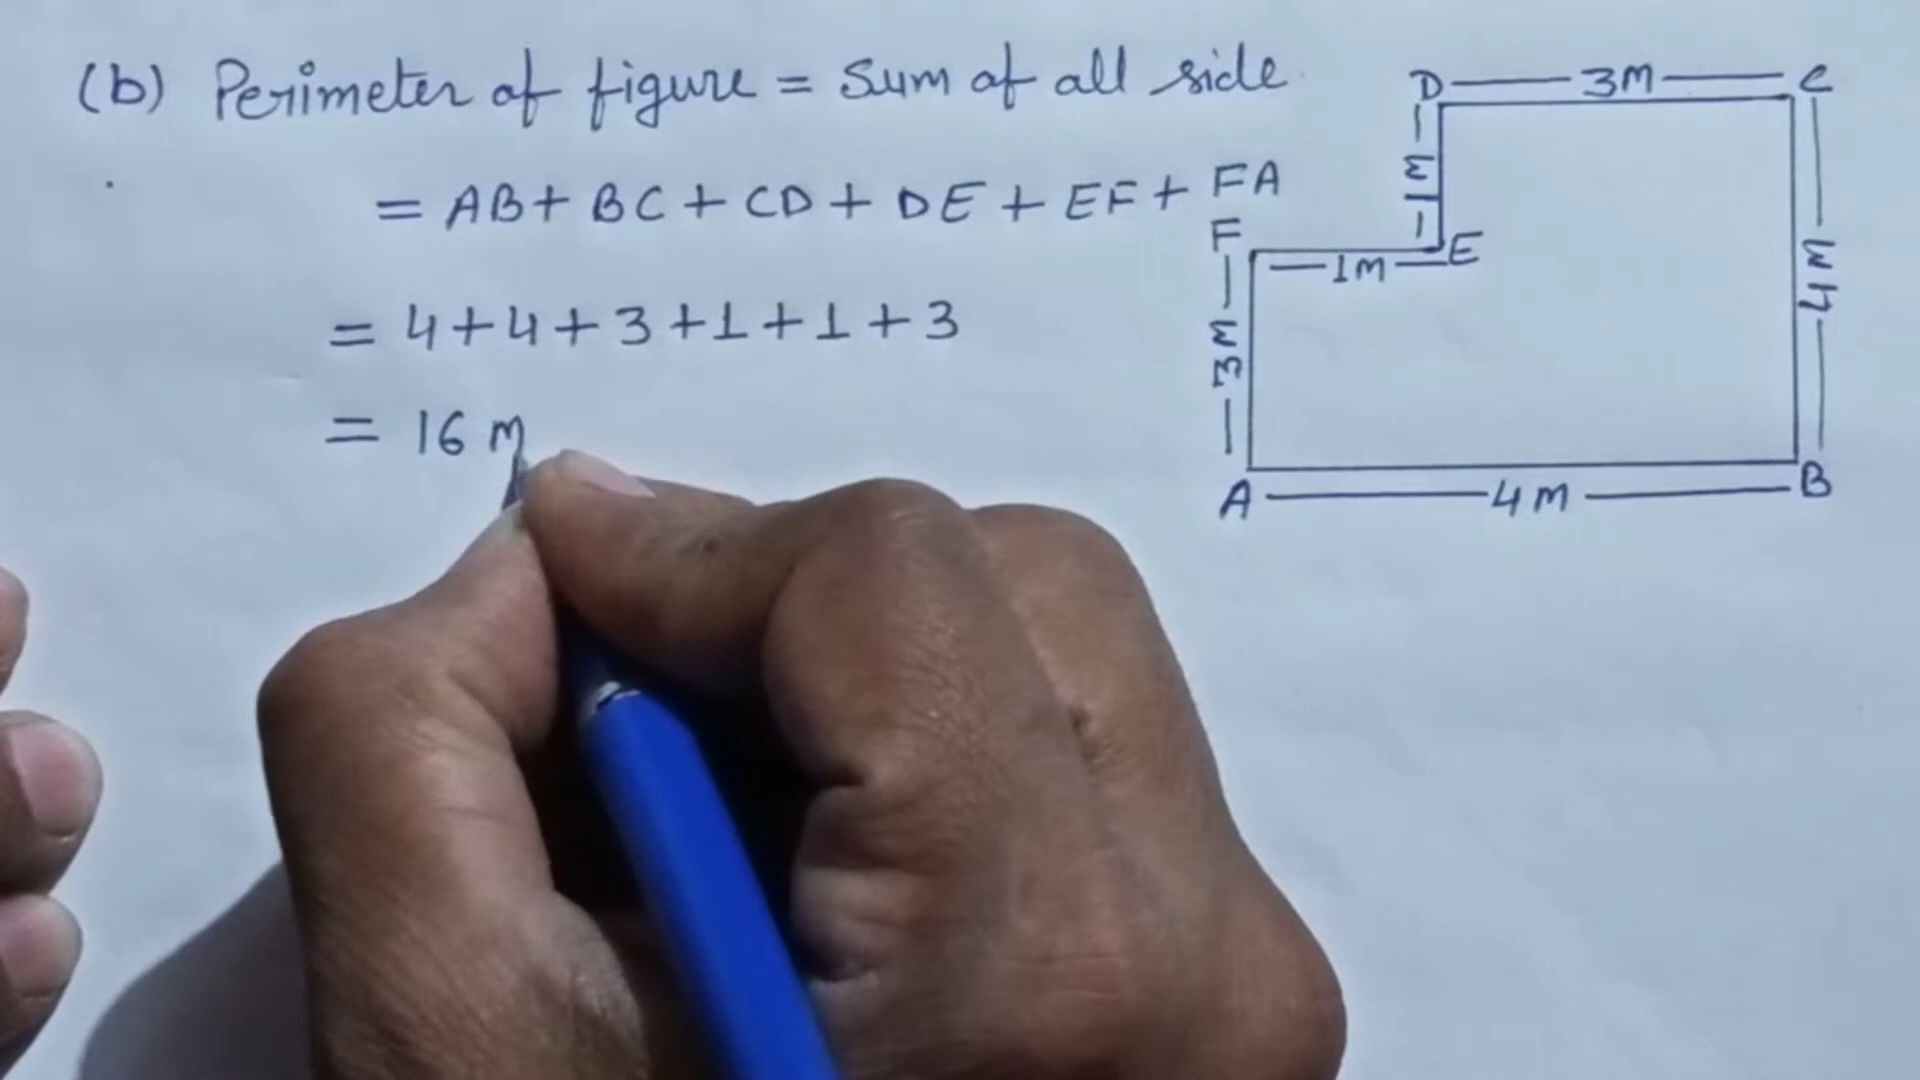 (b) Perimeter of figure = Sum of all side
= AB + BC + CD + DE + EF + FA
= 4 + 4 + 3 + 1 + 1 + 3
= 16 M
D 3M C
1M
F E
1M
3M
4M
A 4M B